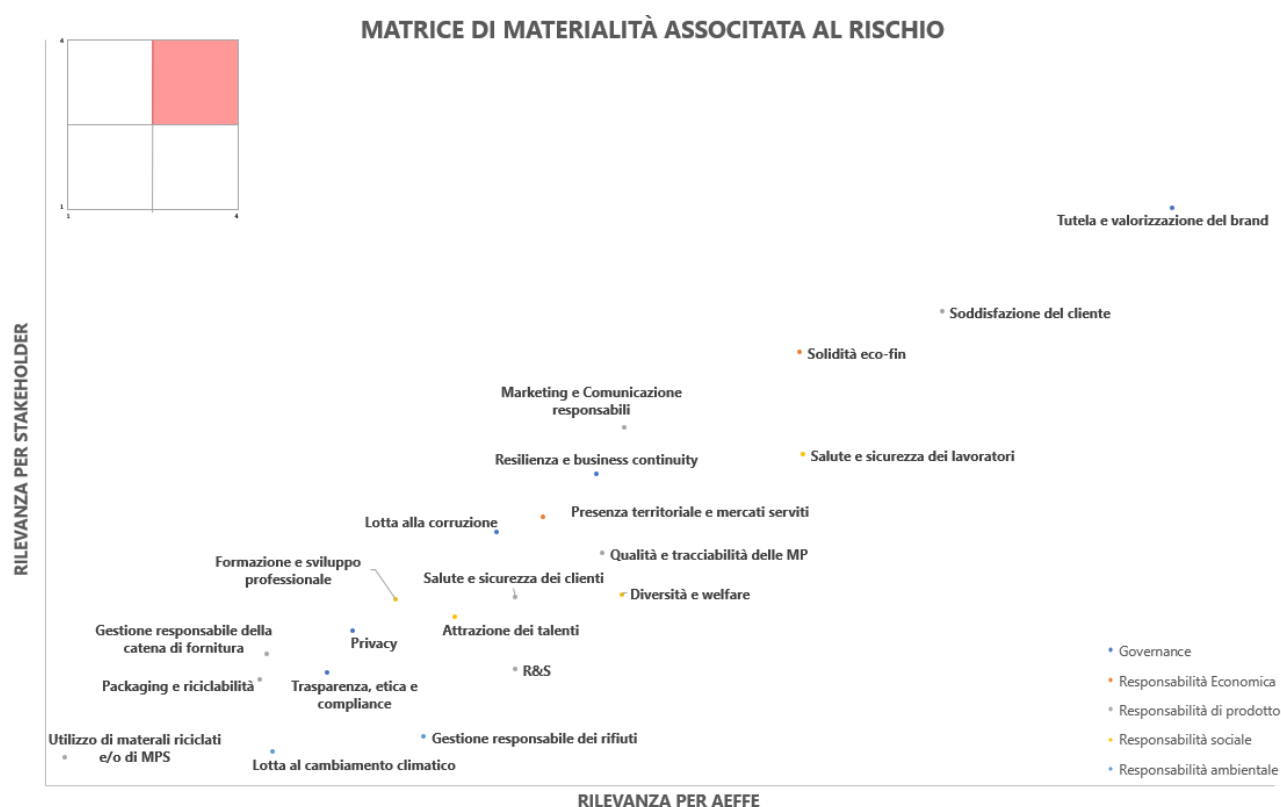 MATRICE DI MATERIALITÀ ASSOCITATA AL RISCHIO
4
1
1
4
RILEVANZA PER STAKEHOLDER
Tutela e valorizzazione del brand
Soddisfazione del cliente
Solidità eco-fin
Marketing e Comunicazione
responsabili
Resilienza e business continuity
Salute e sicurezza dei lavoratori
Presenza territoriale e mercati serviti
Lotta alla corruzione
Qualità e tracciabilità delle MP
Formazione e sviluppo
professionale
Salute e sicurezza dei clienti
Diversità e welfare
Gestione responsabile della
catena di fornitura
Privacy
Attrazione dei talenti
R&S
Packaging e riciclabilità
Trasparenza, etica e
compliance
Utilizzo di materali riciclati
e/o di MPS
Gestione responsabile dei rifiuti
Lotta al cambiamento climatico
Governance
Responsabilità Economica
Responsabilità di prodotto
Responsabilità sociale
Responsabilità ambientale
RILEVANZA PER AEFFE